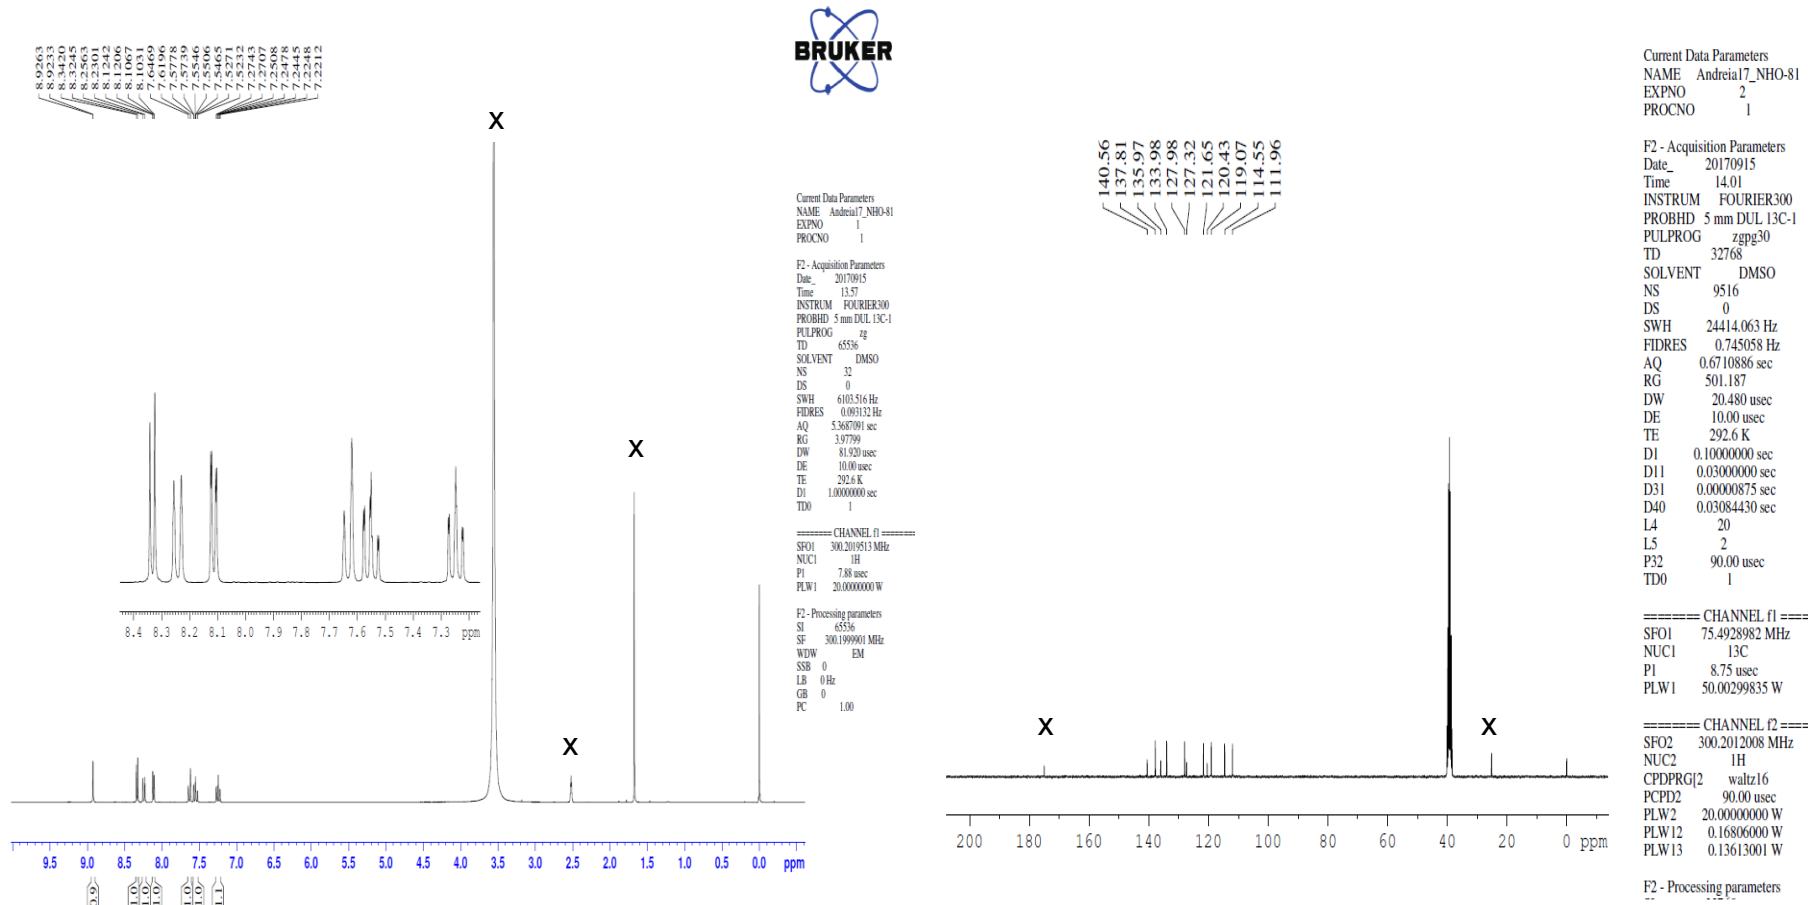 8.9263
8.9233
8.3420
8.3245
8.2563
8.2301
8.1242
8.1206
8.1067
8.1031
7.6469
7.6196
7.5778
7.5739
7.5546
7.5506
7.5465
7.5271
7.5232
7.2743
7.2707
7.2508
7.2478
7.2445
7.2248
7.2212
BRUKER
X
X
X
8.4 8.3 8.2 8.1 8.0 7.9 7.8 7.7 7.6 7.5 7.4 7.3 ppm
9.5 9.0 8.5 8.0 7.5 7.0 6.5 6.0 5.5 5.0 4.5 4.0 3.5 3.0 2.5 2.0 1.5 1.0 0.5 0.0 ppm
0.9
1.0
1.0
1.0
1.0
1.0
1.1
Current Data Parameters
NAME Andreia17_NHO-81
EXPNO 1
PROCNO 1
F2 - Acquisition Parameters
Date_ 20170915
Time 13.57
INSTRUM FOURIER300
PROBHD 5 mm DUL 13C-1
PULPROG zg
TD 65536
SOLVENT DMSO
NS 32
DS 0
SWH 6103.516 Hz
FIDRES 0.093132 Hz
AQ 5.3687091 sec
RG 3.97799
DW 81.920 usec
DE 10.00 usec
TE 292.6 K
D1 1.00000000 sec
TD0 1
======== CHANNEL f1 ========
SFO1 300.2019513 MHz
NUC1 1H
P1 7.88 usec
PLW1 20.00000000 W
F2 - Processing parameters
SI 65536
SF 300.1999901 MHz
WDW EM
SSB 0
LB 0 Hz
GB 0
PC 1.00
140.56
137.81
135.97
133.98
127.98
127.32
121.65
120.43
119.07
114.55
111.96
X
X
200 180 160 140 120 100 80 60 40 20 0 ppm
Current Data Parameters
NAME Andreia17_NHO-81
EXPNO 2
PROCNO 1
F2 - Acquisition Parameters
Date_ 20170915
Time 14.01
INSTRUM FOURIER300
PROBHD 5 mm DUL 13C-1
PULPROG zgpg30
TD 32768
SOLVENT DMSO
NS 9516
DS 0
SWH 24414.063 Hz
FIDRES 0.745058 Hz
AQ 0.6710886 sec
RG 501.187
DW 20.480 usec
DE 10.00 usec
TE 292.6 K
D1 0.10000000 sec
D11 0.03000000 sec
D31 0.00000875 sec
D40 0.03084430 sec
L4 20
L5 2
P32 90.00 usec
TD0 1
======== CHANNEL f1 ====
SFO1 75.4928982 MHz
NUC1 13C
P1 8.75 usec
PLW1 50.00299835 W
======== CHANNEL f2 ====
SFO2 300.2012008 MHz
NUC2 1H
CPDPRG[2 waltz16
PCPD2 90.00 usec
PLW2 20.00000000 W
PLW12 0.16806000 W
PLW13 0.13613001 W
F2 - Processing parameters